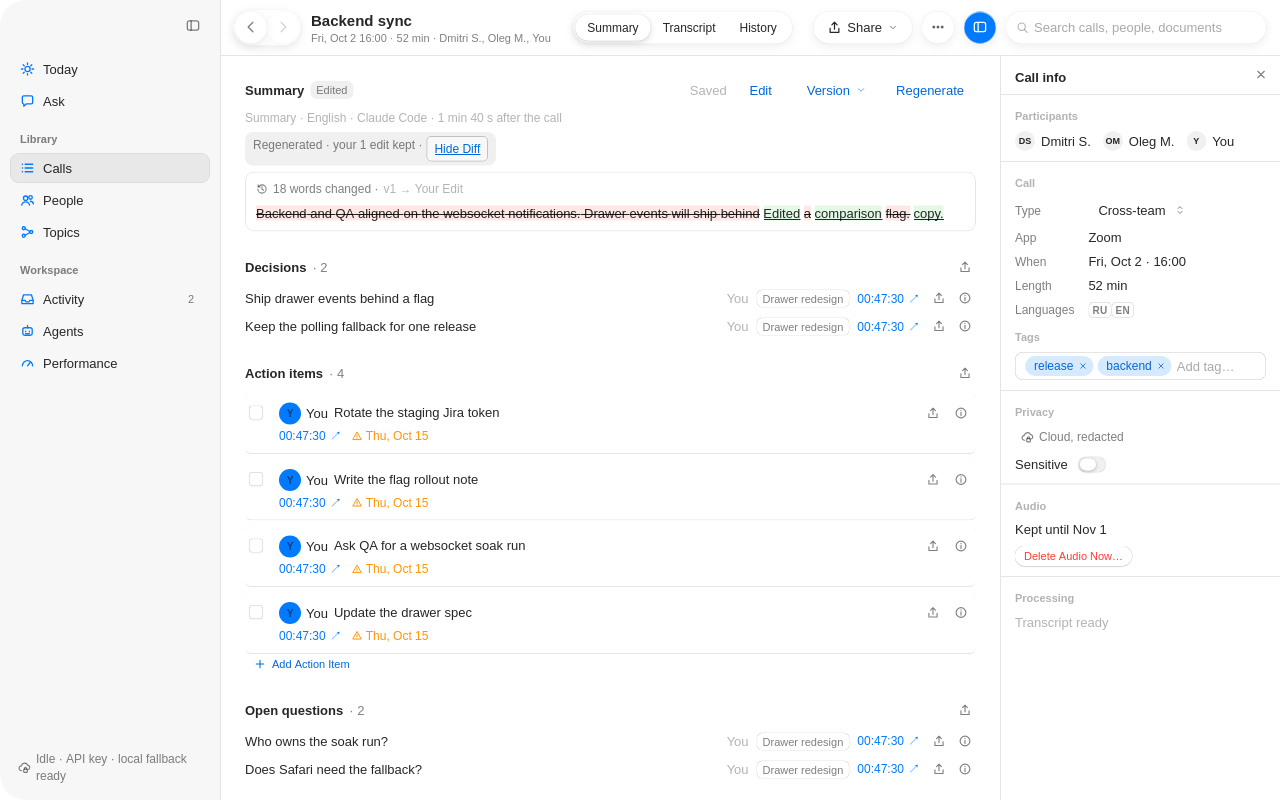 Today
Ask
Library
Calls
People
Topics
Workspace
Activity 2
Agents
Performance
Idle · API key · local fallback
ready
Backend sync
Fri, Oct 2 16:00 · 52 min · Dmitri S., Oleg M., You
Summary Transcript History
Share
Search calls, people, documents
Summary Edited
Saved Edit Version Regenerate
Summary · English · Claude Code · 1 min 40 s after the call
Regenerated · your 1 edit kept · Hide Diff
18 words changed · v1 → Your Edit
Backend and QA aligned on the websocket notifications. Drawer events will ship behind Edited a comparison flag. copy.
Decisions · 2
Ship drawer events behind a flag You Drawer redesign 00:47:30
Keep the polling fallback for one release You Drawer redesign 00:47:30
Action items · 4
Y You Rotate the staging Jira token
00:47:30 Thu, Oct 15
Y You Write the flag rollout note
00:47:30 Thu, Oct 15
Y You Ask QA for a websocket soak run
00:47:30 Thu, Oct 15
Y You Update the drawer spec
00:47:30 Thu, Oct 15
Add Action Item
Open questions · 2
Who owns the soak run? You Drawer redesign 00:47:30
Does Safari need the fallback? You Drawer redesign 00:47:30
Call info
Participants
DS Dmitri S. OM Oleg M. Y You
Call
Type Cross-team
App Zoom
When Fri, Oct 2 · 16:00
Length 52 min
Languages RU EN
Tags
release × backend × Add tag…
Privacy
Cloud, redacted
Sensitive
Audio
Kept until Nov 1
Delete Audio Now…
Processing
Transcript ready